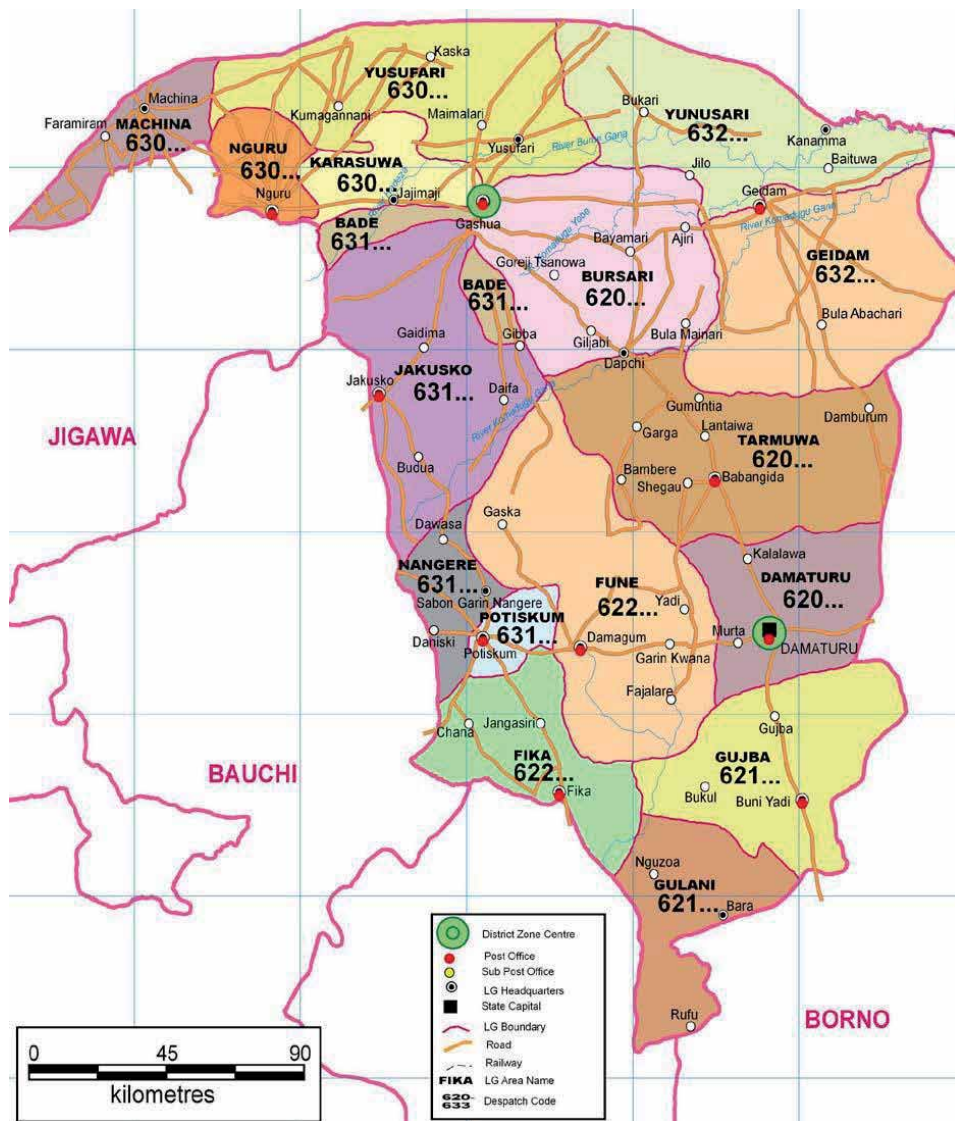 Kaska
YUSUFARI
630...
Machina
Kumagannani
Maimalari
Bukari
YUNUSARI
632...
Faramiram
MACHINA
630...
Yusufari
River Burum Gana
Kanamma
NGURU
630...
KARASUWA
630...
Jilo
Baituwa
Nguru
Jajimaji
Gashua
Geidam
River Komadugu Gana
BADE
631...
Komadugu Yobe
Bayamari
Ajiri
GEIDAM
632...
Goreji Tsanowa
BURSARI
620...
BADE
631...
Bula Abachari
Gaidima
Gibba
Giljabi
Bula Mainari
Dapchi
JAKUSKO
631...
Jakusko
Daifa
River Komadugu Gana
Gumuntia
Damburum
JIGAWA
Garga
Lantaiwa
TARMUWA
620...
Budua
Bambere
Shegau
Babangida
Gaska
Dawasa
Kalalawa
NANGERE
631...
FUNE
622...
DAMATURU
620...
Sabon Garin Nangere
Yadi
POTISKUM
631...
Daniski
Potiskum
Damagum
Garin Kwana
Murta
DAMATURU
Fajalare
Chana
Jangasiri
Gujba
FIKA
622...
GUJBA
621...
BAUCHI
Fika
Bukul
Buni Yadi
Nguzoa
GULANI
621...
Bara
Rufu
BORNO
District Zone Centre
Post Office
Sub Post Office
LG Headquarters
State Capital
LG Boundary
Road
Railway
FIKA LG Area Name
620-
633 Despatch Code
0 45 90
kilometres